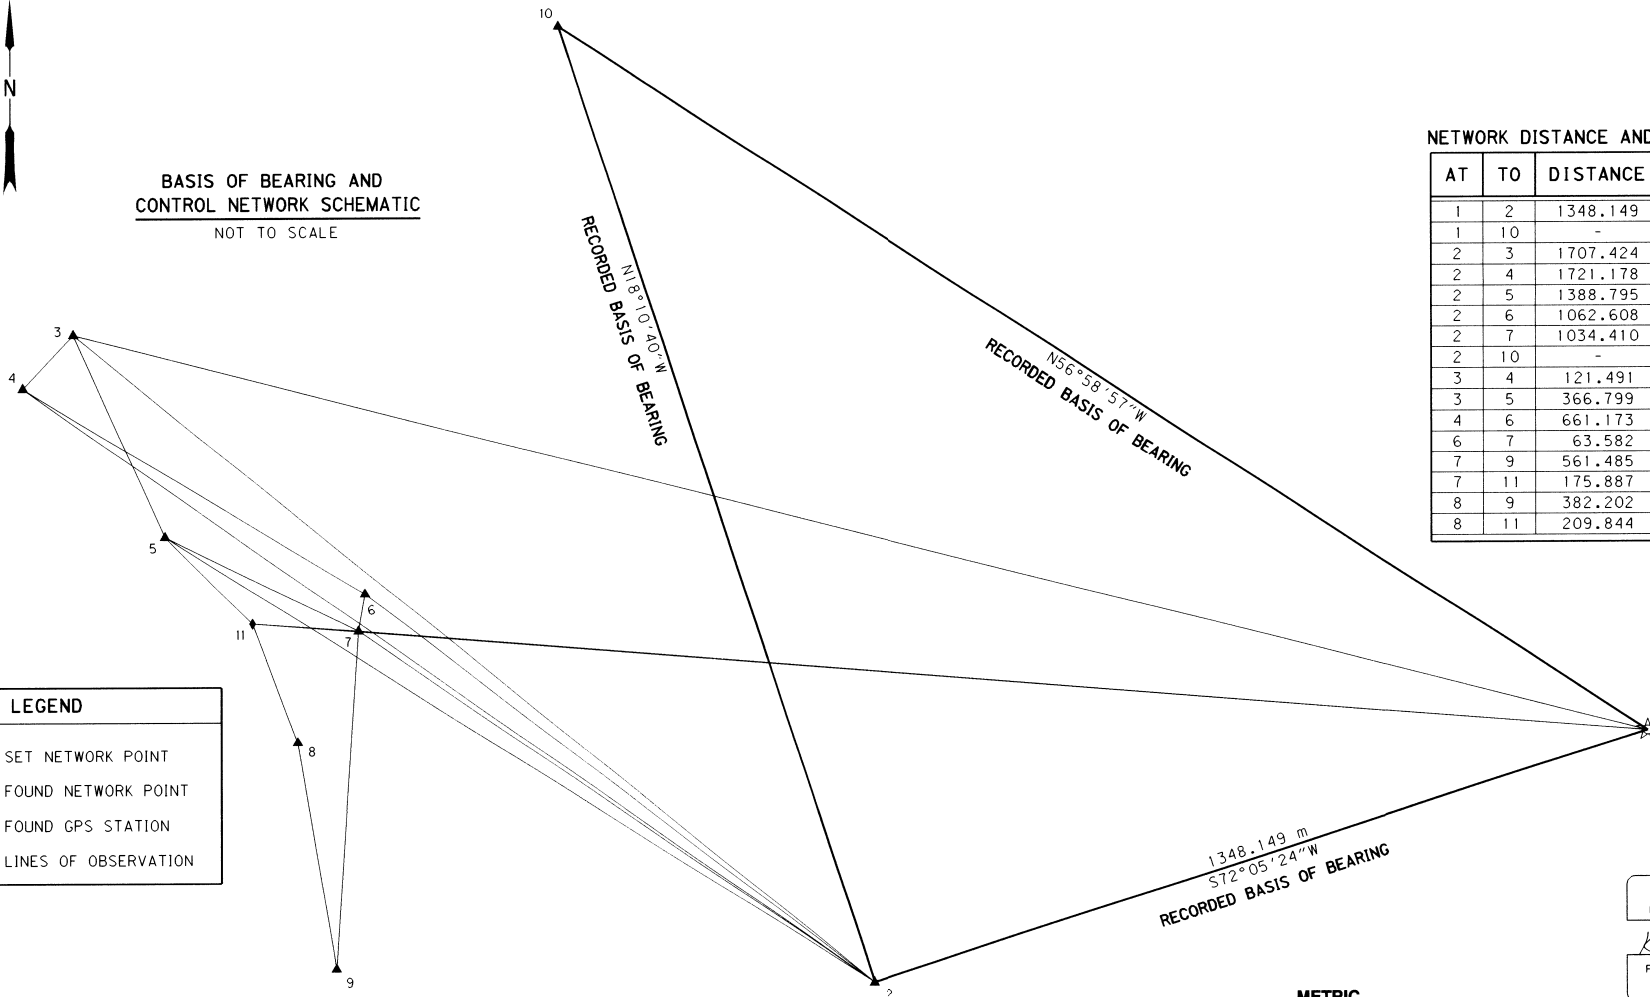 10
N
BASIS OF BEARING AND
CONTROL NETWORK SCHEMATIC
NOT TO SCALE
N18°10'40"W
RECORDED BASIS OF BEARING
N56°58'57"W
RECORDED BASIS OF BEARING
NETWORK DISTANCE AND
AT TO DISTANCE
1 2 1348.149
1 10 -
2 3 1707.424
2 4 1721.178
2 5 1388.795
2 6 1062.608
2 7 1034.410
2 10 -
3 4 121.491
3 5 366.799
4 6 661.173
6 7 63.582
7 9 561.485
7 11 175.887
8 9 382.202
8 11 209.844
3
4
5
6
11
7
8
9
LEGEND
SET NETWORK POINT
FOUND NETWORK POINT
FOUND GPS STATION
LINES OF OBSERVATION
1348.149 m
S72°05'24"W
RECORDED BASIS OF BEARING
2
METRIC